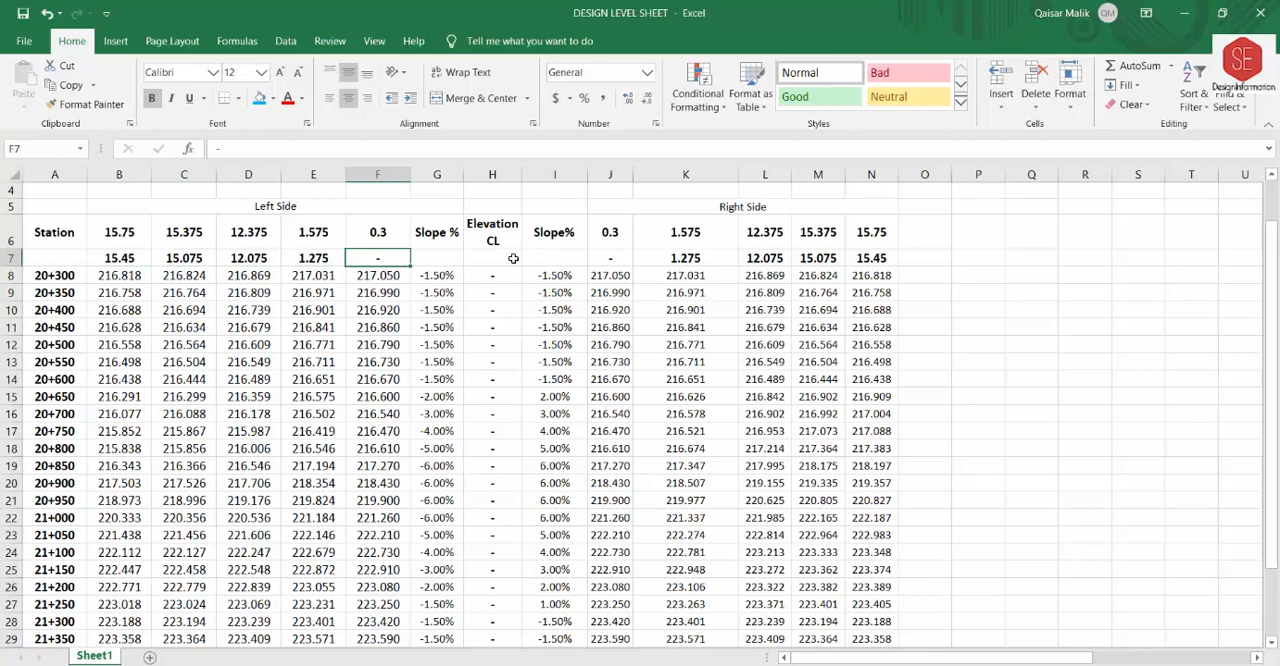 DESIGN LEVEL SHEET - Excel
Qaisar Malik QM
File Home Insert Page Layout Formulas Data Review View Help Tell me what you want to do
SE
DesignInformation
Paste Cut Copy Format Painter
Clipboard
Calibri 12
B I U A A A
Font
Wrap Text
Merge & Center
Alignment
General
$ % ,
Number
Conditional Formatting
Format as Table
Normal Bad
Good Neutral
Styles
Insert Delete Format
Cells
AutoSum
Fill
Clear
Sort & Filter Find & Select
Editing
F7 fx -
A B C D E F G H I J K L M N O P Q R S T U
4
5 Left Side Right Side
6 Station 15.75 15.375 12.375 1.575 0.3 Slope % Elevation CL Slope% 0.3 1.575 12.375 15.375 15.75
7 15.45 15.075 12.075 1.275 - - 1.275 12.075 15.075 15.45
8 20+300 216.818 216.824 216.869 217.031 217.050 -1.50% - -1.50% 217.050 217.031 216.869 216.824 216.818
9 20+350 216.758 216.764 216.809 216.971 216.990 -1.50% - -1.50% 216.990 216.971 216.809 216.764 216.758
10 20+400 216.688 216.694 216.739 216.901 216.920 -1.50% - -1.50% 216.920 216.901 216.739 216.694 216.688
11 20+450 216.628 216.634 216.679 216.841 216.860 -1.50% - -1.50% 216.860 216.841 216.679 216.634 216.628
12 20+500 216.558 216.564 216.609 216.771 216.790 -1.50% - -1.50% 216.790 216.771 216.609 216.564 216.558
13 20+550 216.498 216.504 216.549 216.711 216.730 -1.50% - -1.50% 216.730 216.711 216.549 216.504 216.498
14 20+600 216.438 216.444 216.489 216.651 216.670 -1.50% - -1.50% 216.670 216.651 216.489 216.444 216.438
15 20+650 216.291 216.299 216.359 216.575 216.600 -2.00% - 2.00% 216.600 216.626 216.842 216.902 216.909
16 20+700 216.077 216.088 216.178 216.502 216.540 -3.00% - 3.00% 216.540 216.578 216.902 216.992 217.004
17 20+750 215.852 215.867 215.987 216.419 216.470 -4.00% - 4.00% 216.470 216.521 216.953 217.073 217.088
18 20+800 215.838 215.856 216.006 216.546 216.610 -5.00% - 5.00% 216.610 216.674 217.214 217.364 217.383
19 20+850 216.343 216.366 216.546 217.194 217.270 -6.00% - 6.00% 217.270 217.347 217.995 218.175 218.197
20 20+900 217.503 217.526 217.706 218.354 218.430 -6.00% - 6.00% 218.430 218.507 219.155 219.335 219.357
21 20+950 218.973 218.996 219.176 219.824 219.900 -6.00% - 6.00% 219.900 219.977 220.625 220.805 220.827
22 21+000 220.333 220.356 220.536 221.184 221.260 -6.00% - 6.00% 221.260 221.337 221.985 222.165 222.187
23 21+050 221.438 221.456 221.606 222.146 222.210 -5.00% - 5.00% 222.210 222.274 222.814 222.964 222.983
24 21+100 222.112 222.127 222.247 222.679 222.730 -4.00% - 4.00% 222.730 222.781 223.213 223.333 223.348
25 21+150 222.447 222.458 222.548 222.872 222.910 -3.00% - 3.00% 222.910 222.948 223.272 223.362 223.374
26 21+200 222.771 222.779 222.839 223.055 223.080 -2.00% - 2.00% 223.080 223.106 223.322 223.382 223.389
27 21+250 223.018 223.024 223.069 223.231 223.250 -1.50% - 1.00% 223.250 223.263 223.371 223.401 223.405
28 21+300 223.188 223.194 223.239 223.401 223.420 -1.50% - -1.50% 223.420 223.401 223.239 223.194 223.188
29 21+350 223.358 223.364 223.409 223.571 223.590 -1.50% - -1.50% 223.590 223.571 223.409 223.364 223.358
Sheet1